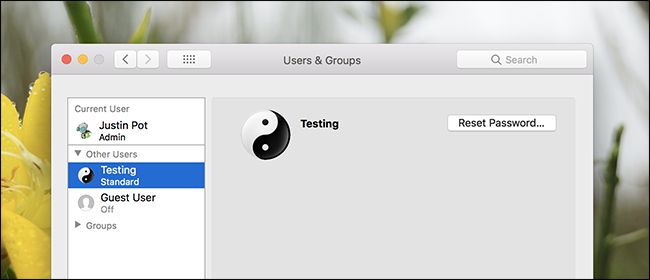 Users & Groups
Search
Current User
Justin Pot
Admin
Other Users
Testing
Standard
Guest User
Off
Groups
Testing
Reset Password...